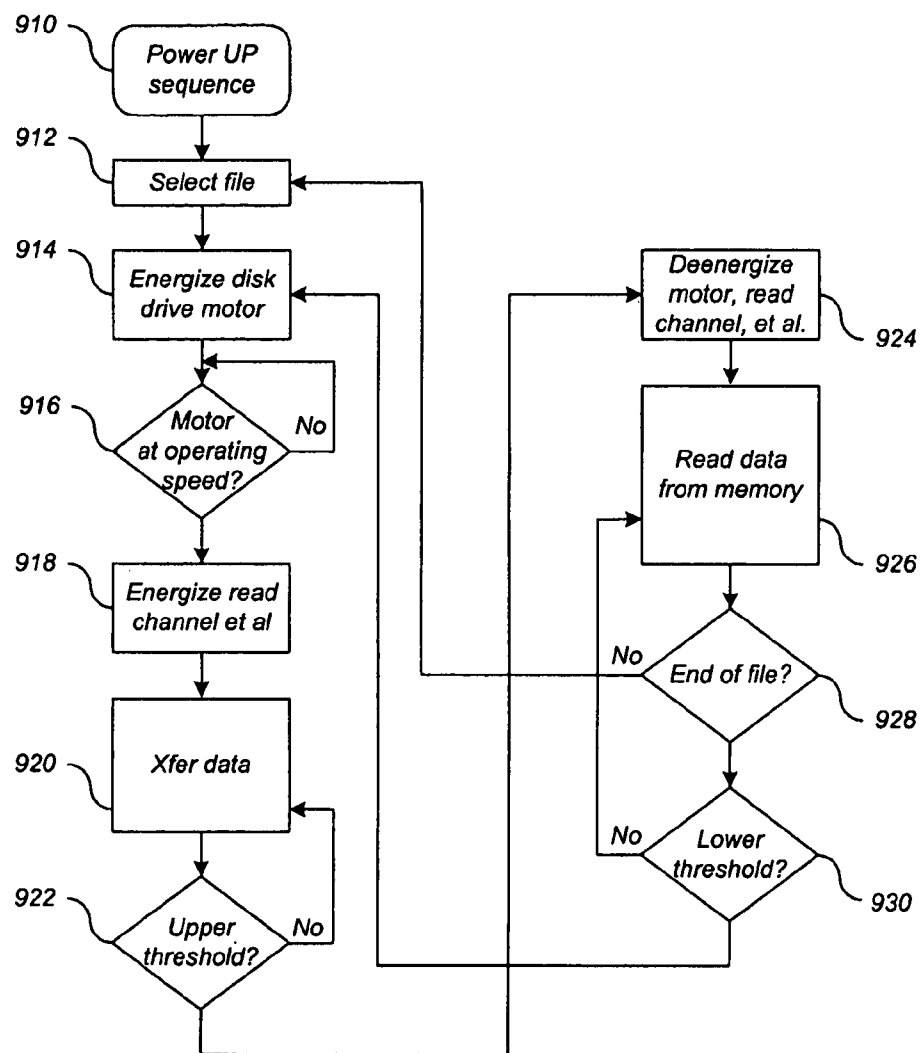 910
Power UP
sequence
912
Select file
914
Energize disk
drive motor
916
Motor
at operating
speed?
No
918
Energize read
channel et al
920
Xfer data
922
Upper
threshold?
No
Deenergize
motor, read
channel, et al.
924
Read data
from memory
926
No
End of file?
928
No
Lower
threshold?
930